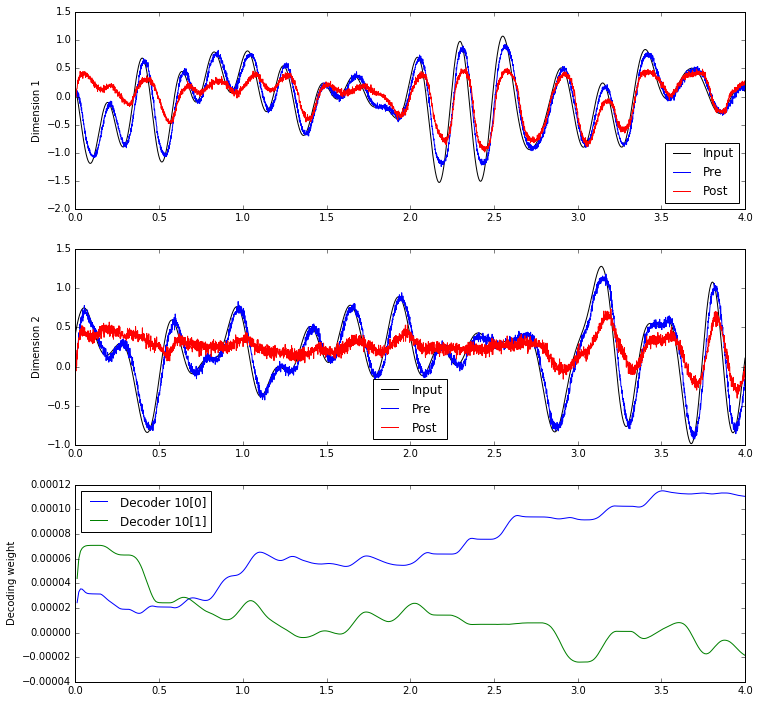 1.5
1.0
0.5
0.0
−0.5
−1.0
−1.5
−2.0
Dimension 1
Input
Pre
Post
0.0 0.5 1.0 1.5 2.0 2.5 3.0 3.5 4.0
1.5
1.0
0.5
0.0
−0.5
−1.0
Dimension 2
Input
Pre
Post
0.0 0.5 1.0 1.5 2.0 2.5 3.0 3.5 4.0
0.00012
0.00010
0.00008
0.00006
0.00004
0.00002
0.00000
−0.00002
−0.00004
Decoding weight
Decoder 10[0]
Decoder 10[1]
0.0 0.5 1.0 1.5 2.0 2.5 3.0 3.5 4.0